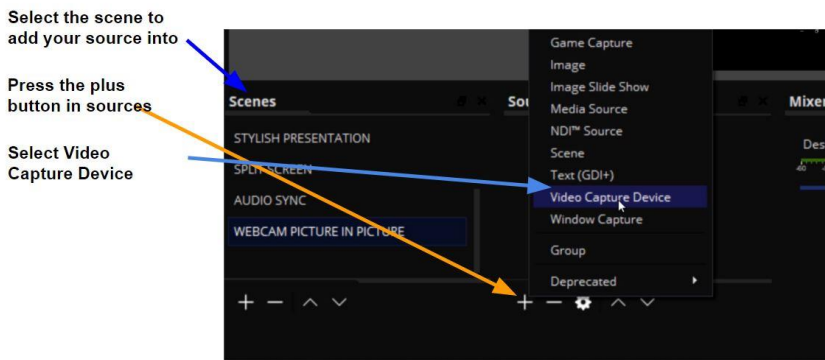 Select the scene to
add your source into
Press the plus
button in sources
Select Video
Capture Device
Scenes
STYLISH PRESENTATION
SPLIT SCREEN
AUDIO SYNC
WEBCAM PICTURE IN PICTURE
Game Capture
Image
Image Slide Show
Media Source
NDI™ Source
Scene
Text (GDI+)
Video Capture Device
Window Capture
Group
Deprecated
Sou
Mixer
Des